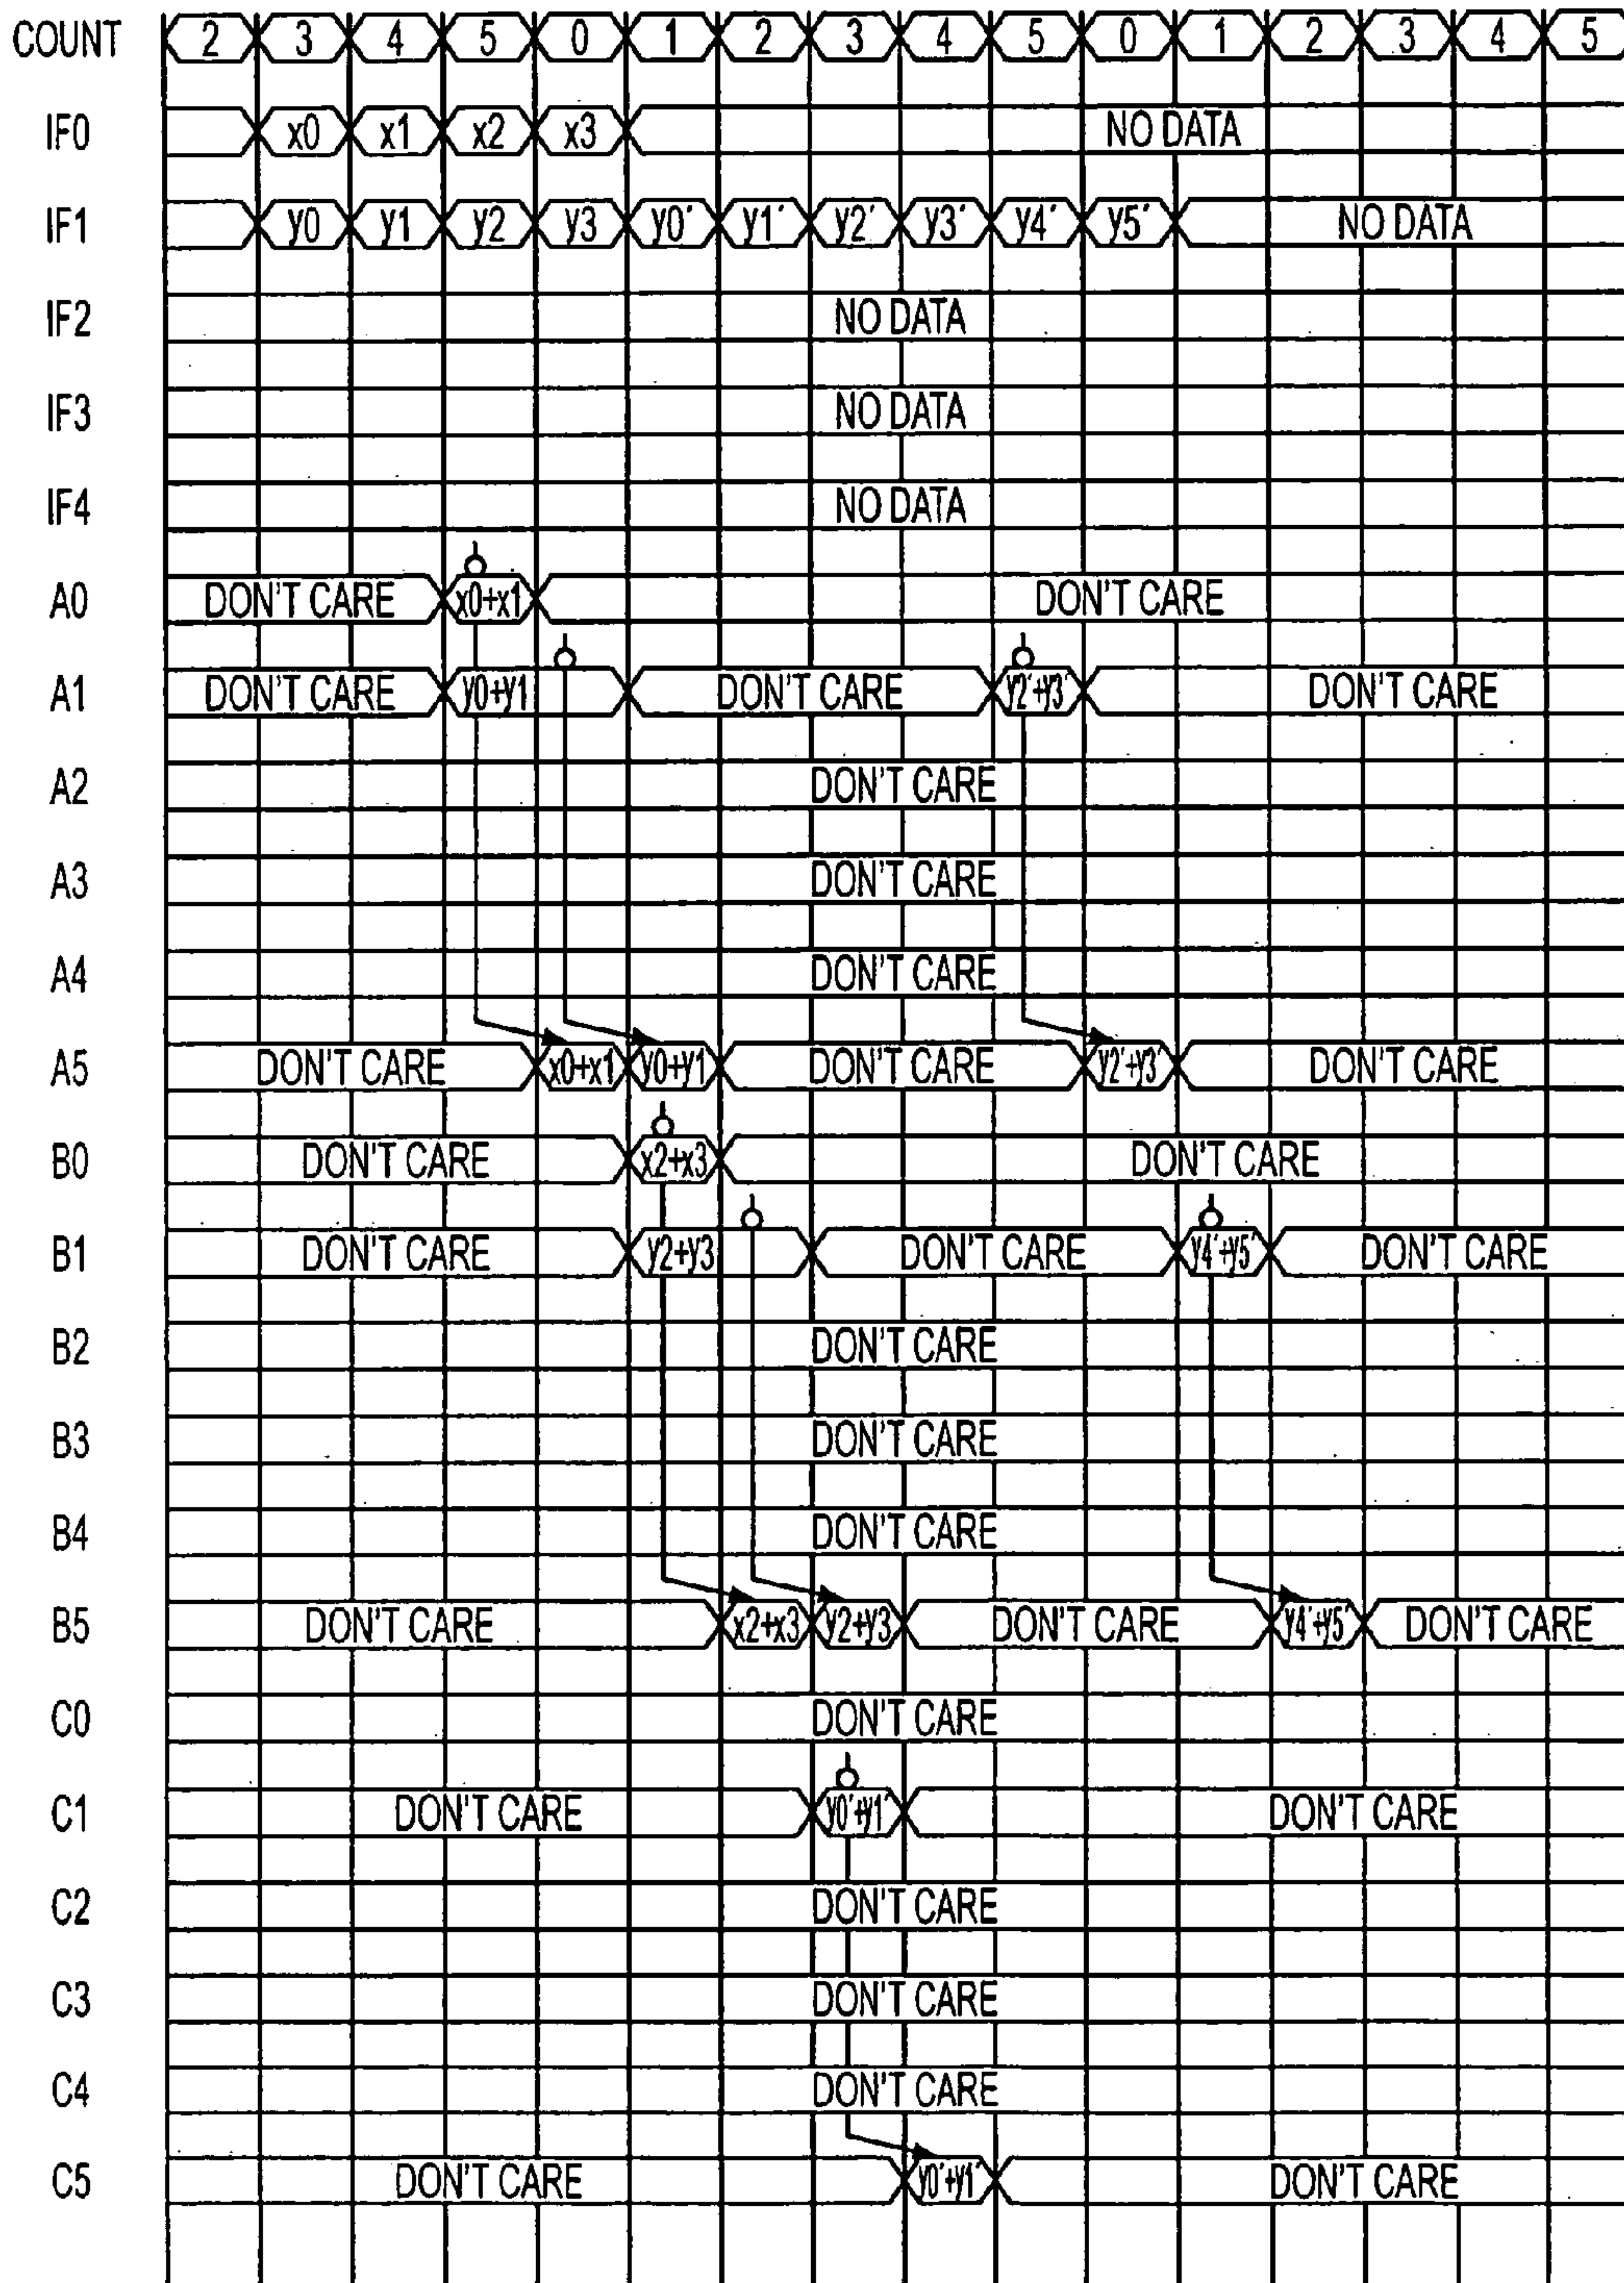 COUNT 2 3 4 5 0 1 2 3 4 5 0 1 2 3 4 5
IF0 x0 x1 x2 x3 NO DATA
IF1 y0 y1 y2 y3 y0' y1' y2' y3' y4' y5' NO DATA
IF2 NO DATA
IF3 NO DATA
IF4 NO DATA
A0 DON'T CARE x0+x1 DON'T CARE
A1 DON'T CARE y0+y1 DON'T CARE y2'+y3' DON'T CARE
A2 DON'T CARE
A3 DON'T CARE
A4 DON'T CARE
A5 DON'T CARE x0+x1 y0+y1 DON'T CARE y2'+y3' DON'T CARE
B0 DON'T CARE x2+x3 DON'T CARE
B1 DON'T CARE y2+y3 DON'T CARE y4'+y5' DON'T CARE
B2 DON'T CARE
B3 DON'T CARE
B4 DON'T CARE
B5 DON'T CARE x2+x3 y2+y3 DON'T CARE y4'+y5' DON'T CARE
C0 DON'T CARE
C1 DON'T CARE y0'+y1' DON'T CARE
C2 DON'T CARE
C3 DON'T CARE
C4 DON'T CARE
C5 DON'T CARE y0'+y1' DON'T CARE